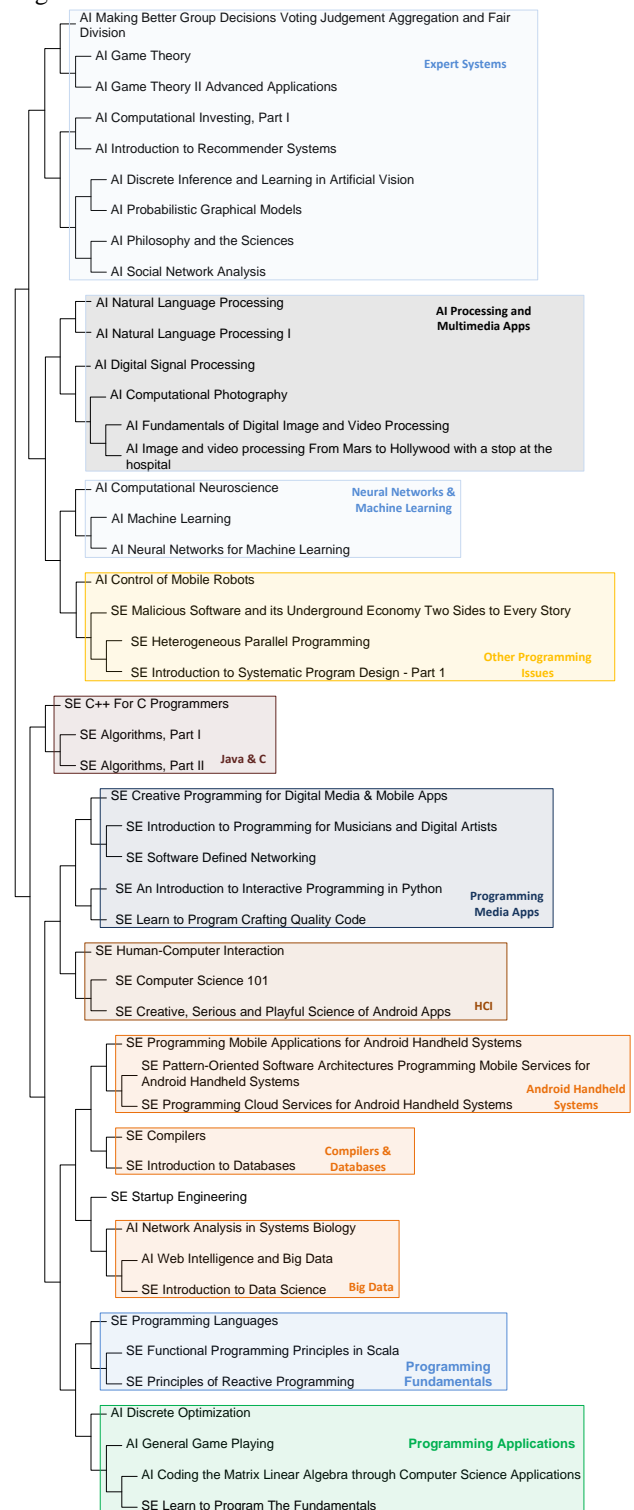 AI Making Better Group Decisions Voting Judgement Aggregation and Fair
Division
AI Game Theory
Expert Systems
AI Game Theory II Advanced Applications
AI Computational Investing, Part I
AI Introduction to Recommender Systems
AI Discrete Inference and Learning in Artificial Vision
AI Probabilistic Graphical Models
AI Philosophy and the Sciences
AI Social Network Analysis
AI Natural Language Processing
AI Processing and
Multimedia Apps
AI Natural Language Processing I
AI Digital Signal Processing
AI Computational Photography
AI Fundamentals of Digital Image and Video Processing
AI Image and video processing From Mars to Hollywood with a stop at the
hospital
AI Computational Neuroscience
Neural Networks &
Machine Learning
AI Machine Learning
AI Neural Networks for Machine Learning
AI Control of Mobile Robots
SE Malicious Software and its Underground Economy Two Sides to Every Story
SE Heterogeneous Parallel Programming
Other Programming
Issues
SE Introduction to Systematic Program Design - Part 1
SE C++ For C Programmers
SE Algorithms, Part I
SE Algorithms, Part II
Java & C
SE Creative Programming for Digital Media & Mobile Apps
SE Introduction to Programming for Musicians and Digital Artists
SE Software Defined Networking
SE An Introduction to Interactive Programming in Python
Programming
Media Apps
SE Learn to Program Crafting Quality Code
SE Human-Computer Interaction
SE Computer Science 101
SE Creative, Serious and Playful Science of Android Apps
HCI
SE Programming Mobile Applications for Android Handheld Systems
SE Pattern-Oriented Software Architectures Programming Mobile Services for
Android Handheld Systems
Android Handheld
Systems
SE Programming Cloud Services for Android Handheld Systems
SE Compilers
Compilers &
Databases
SE Introduction to Databases
SE Startup Engineering
AI Network Analysis in Systems Biology
AI Web Intelligence and Big Data
SE Introduction to Data Science
Big Data
SE Programming Languages
SE Functional Programming Principles in Scala
Programming
Fundamentals
SE Principles of Reactive Programming
AI Discrete Optimization
AI General Game Playing
Programming Applications
AI Coding the Matrix Linear Algebra through Computer Science Applications
SE Learn to Program The Fundamentals